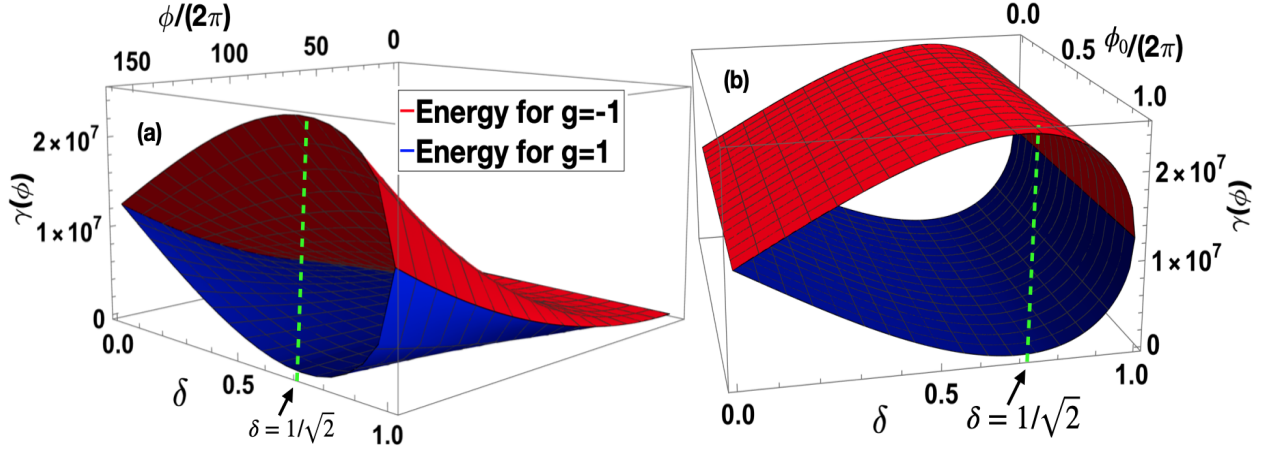 ϕ/(2π)
150
100
50
0
(a)
Energy for g=-1
Energy for g=1
2×10⁷
1×10⁷
0
γ(ϕ)
0.0
0.5
1.0
δ
δ = 1/√2
(b)
0.0
0.5
1.0
ϕ₀/(2π)
2×10⁷
1×10⁷
0
γ(ϕ)
0.0
0.5
1.0
δ
δ = 1/√2